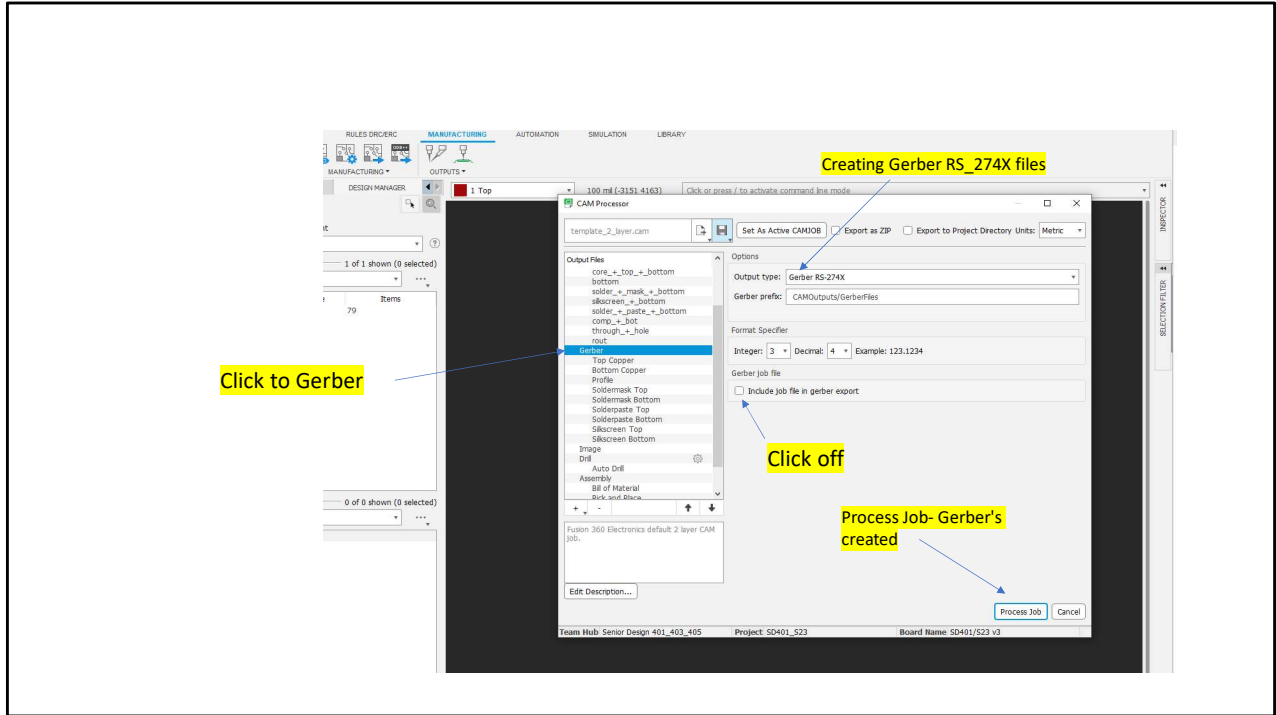 RULES DRC/ERC
MANUFACTURING
AUTOMATION
SIMULATION
LIBRARY
MANUFACTURING
OUTPUTS
Creating Gerber RS_274X files
DESIGN MANAGER
1 Top
100 mil (-3151 4163)
Click or press / to activate command line mode
INSPECTOR
SELECTION FILTER
1 of 1 shown (0 selected)
Items
79
0 of 0 shown (0 selected)
CAM Processor
template_2_layer.cam
Set As Active CAMJOB
Export as ZIP
Export to Project Directory
Units: Metric
Output Files
core_+_top_+_bottom
bottom
solder_+_mask_+_bottom
silkscreen_+_bottom
solder_+_paste_+_bottom
comp_+_bot
through_+_hole
rout
Gerber
Top Copper
Bottom Copper
Profile
Soldermask Top
Soldermask Bottom
Solderpaste Top
Solderpaste Bottom
Silkscreen Top
Silkscreen Bottom
Image
Drill
Auto Drill
Assembly
Bill of Material
Pick and Place
+ -
Fusion 360 Electronics default 2 layer CAM
job.
Edit Description...
Options
Output type: Gerber RS-274X
Gerber prefix: CAMOutputs/GerberFiles
Format Specifier
Integer: 3 Decimal: 4 Example: 123.1234
Gerber job file
Include job file in gerber export
Click to Gerber
Click off
Process Job- Gerber's
created
Process Job
Cancel
Team Hub Senior Design 401_403_405
Project SD401_S23
Board Name SD401/S23 v3